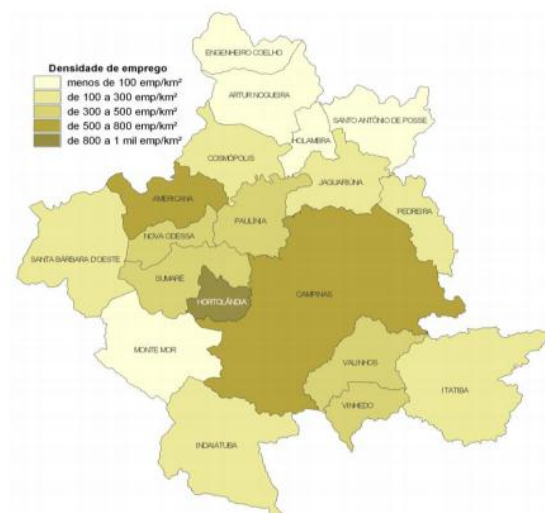 Densidade de emprego
menos de 100 emp/km²
de 100 a 300 emp/km²
de 300 a 500 emp/km²
de 500 a 800 emp/km²
de 800 a 1 mil emp/km²
ENGENHEIRO COELHO
ARTUR NOGUEIRA
SANTO ANTÔNIO DE POSSE
HOLAMBRA
COSMÓPOLIS
JAGUARIÚNA
AMERICANA
PEDREIRA
PAULÍNIA
NOVA ODESSA
SANTA BÁRBARA D'OESTE
SUMARÉ
HORTOLÂNDIA
CAMPINAS
MONTE MOR
VALINHOS
ITATIBA
VINHEDO
INDAIATUBA